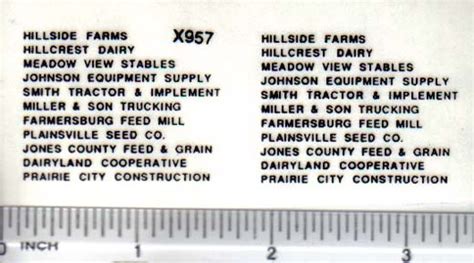 HILLSIDE FARMS
HILLCREST DAIRY
MEADOW VIEW STABLES
JOHNSON EQUIPMENT SUPPLY
SMITH TRACTOR & IMPLEMENT
MILLER & SON TRUCKING
FARMERSBURG FEED MILL
PLAINSVILLE SEED CO.
JONES COUNTY FEED & GRAIN
DAIRYLAND COOPERATIVE
PRAIRIE CITY CONSTRUCTION
X957
HILLSIDE FARMS
HILLCREST DAIRY
MEADOW VIEW STABLES
JOHNSON EQUIPMENT SUPPLY
SMITH TRACTOR & IMPLEMENT
MILLER & SON TRUCKING
FARMERSBURG FEED MILL
PLAINSVILLE SEED CO.
JONES COUNTY FEED & GRAIN
DAIRYLAND COOPERATIVE
PRAIRIE CITY CONSTRUCTION
0 INCH 1 2 3